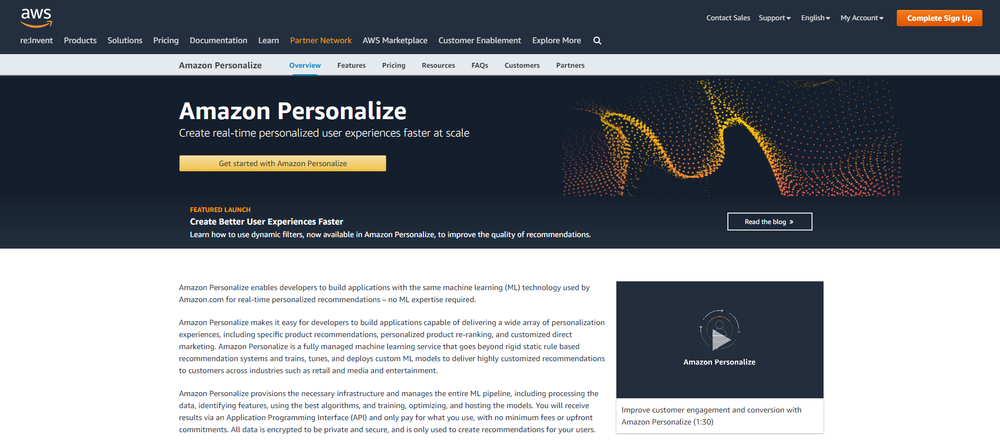 aws
Contact Sales Support English My Account Complete Sign Up
re:Invent Products Solutions Pricing Documentation Learn Partner Network AWS Marketplace Customer Enablement Explore More
Amazon Personalize Overview Features Pricing Resources FAQs Customers Partners
Amazon Personalize
Create real-time personalized user experiences faster at scale
Get started with Amazon Personalize
FEATURED LAUNCH
Create Better User Experiences Faster
Learn how to use dynamic filters, now available in Amazon Personalize, to improve the quality of recommendations.
Read the blog »
Amazon Personalize enables developers to build applications with the same machine learning (ML) technology used by
Amazon.com for real-time personalized recommendations – no ML expertise required.
Amazon Personalize makes it easy for developers to build applications capable of delivering a wide array of personalization
experiences, including specific product recommendations, personalized product re-ranking, and customized direct
marketing. Amazon Personalize is a fully managed machine learning service that goes beyond rigid static rule based
recommendation systems and trains, tunes, and deploys custom ML models to deliver highly customized recommendations
to customers across industries such as retail and media and entertainment.
Amazon Personalize provisions the necessary infrastructure and manages the entire ML pipeline, including processing the
data, identifying features, using the best algorithms, and training, optimizing, and hosting the models. You will receive
results via an Application Programming Interface (API) and only pay for what you use, with no minimum fees or upfront
commitments. All data is encrypted to be private and secure, and is only used to create recommendations for your users.
Amazon Personalize
Improve customer engagement and conversion with
Amazon Personalize (1:30)